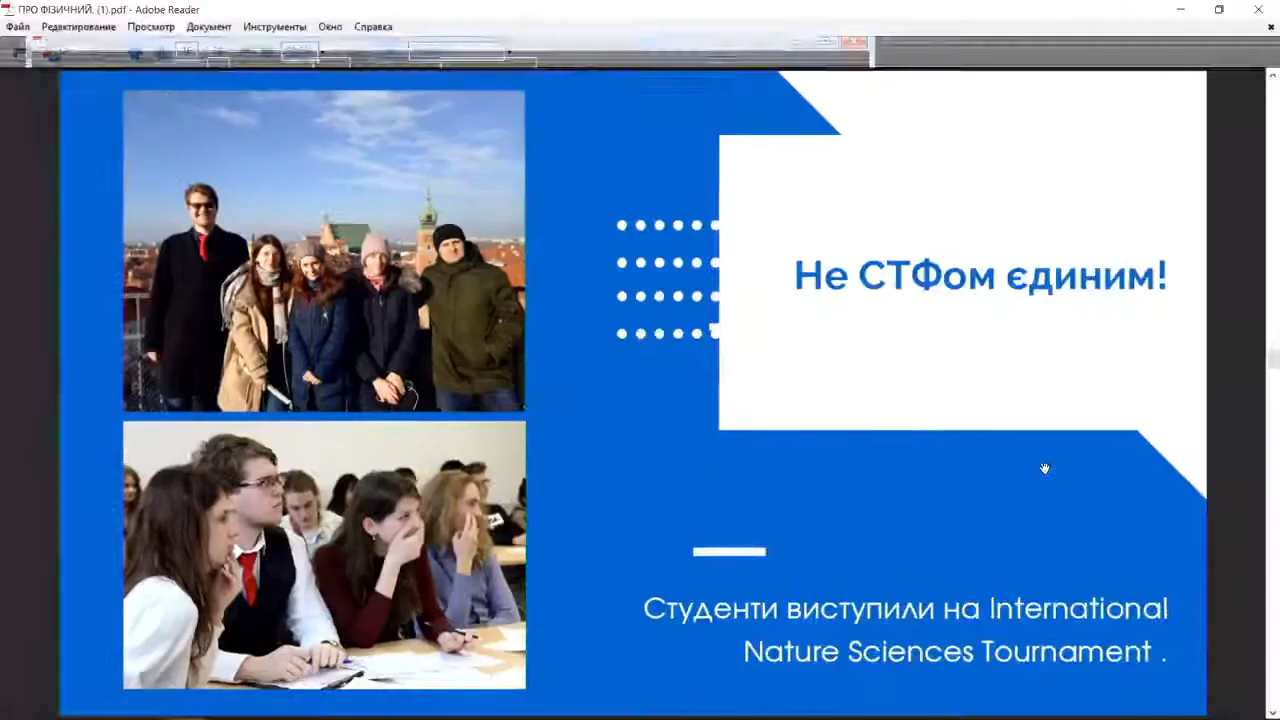 ПРО ФІЗИЧНИЙ. (1).pdf - Adobe Reader
Файл Редактирование Просмотр Документ Инструменты Окно Справка
Не СТФом єдиним!
Студенти виступили на International
Nature Sciences Tournament .